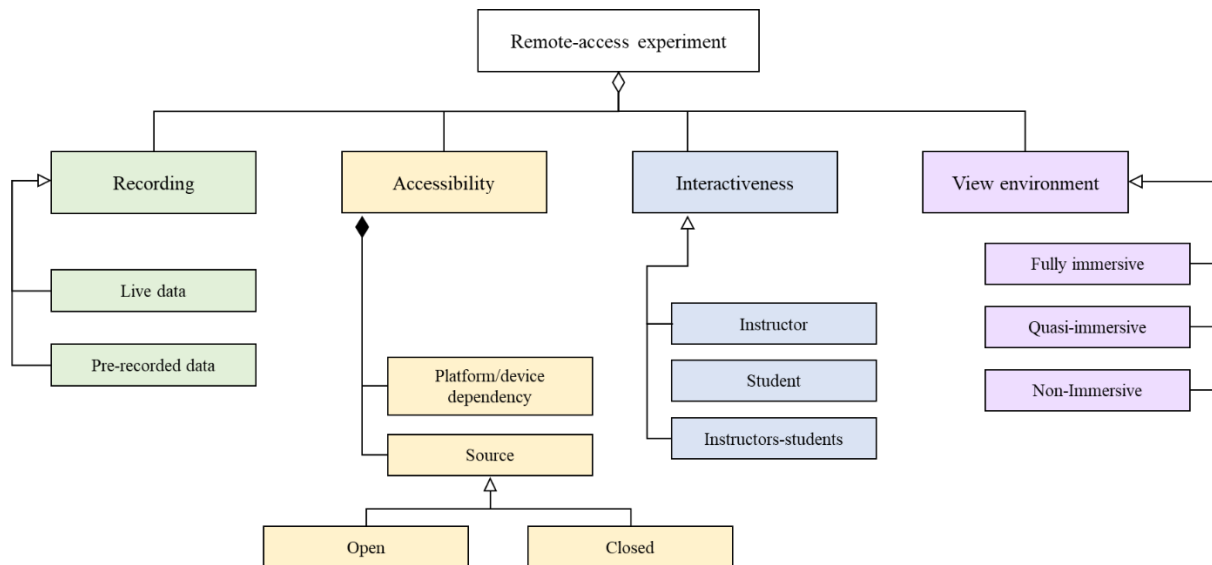 Remote-access experiment
Recording
Accessibility
Interactiveness
View environment
Live data
Pre-recorded data
Platform/device
dependency
Source
Open
Closed
Instructor
Student
Instructors-students
Fully immersive
Quasi-immersive
Non-Immersive